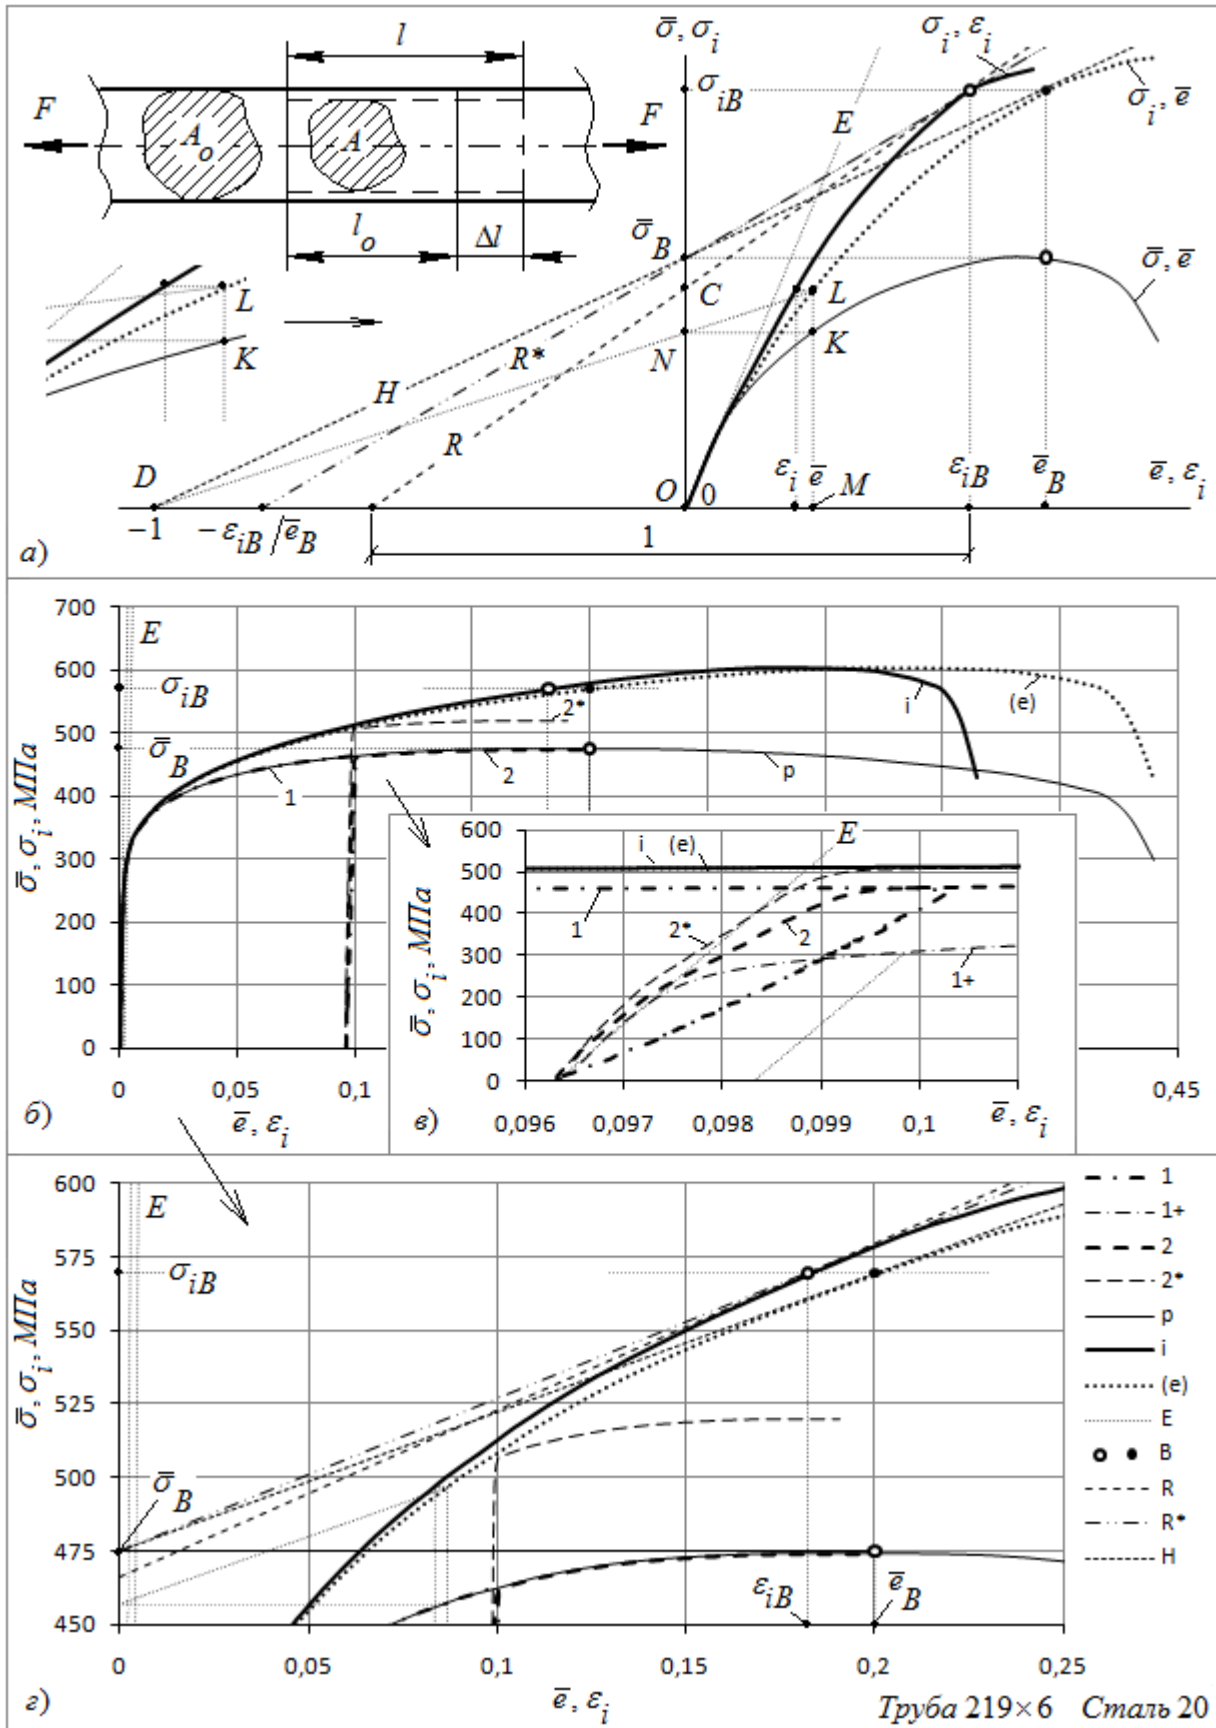 l
F
A₀
A
F
l₀
Δl
L
K
σ̄, σᵢ
σᵢ, εᵢ
σᵢB
E
σᵢ, ē
σ̄B
C
L
σ̄, ē
N
K
R*
H
R
D
O
0
εᵢ
ē
M
εᵢB
ēB
ē, εᵢ
−1
−εᵢB/ēB
1
а)
700
600
500
400
300
200
100
0
E
σᵢB
σ̄B
σ̄, σᵢ, МПа
2*
i
(e)
1
2
p
0
0,05
0,1
0,45
ē, εᵢ
б)
600
500
400
300
200
100
0
σ̄, σᵢ, МПа
i
(e)
E
1
2*
2
1+
0,096
0,097
0,098
0,099
0,1
ē, εᵢ
в)
600
575
550
525
500
475
450
E
σᵢB
σ̄B
σ̄, σᵢ, МПа
εᵢB
ēB
0
0,05
0,1
0,15
0,2
0,25
ē, εᵢ
г)
1
1+
2
2*
p
i
(e)
E
B
R
R*
H
Труба 219×6 Сталь 20